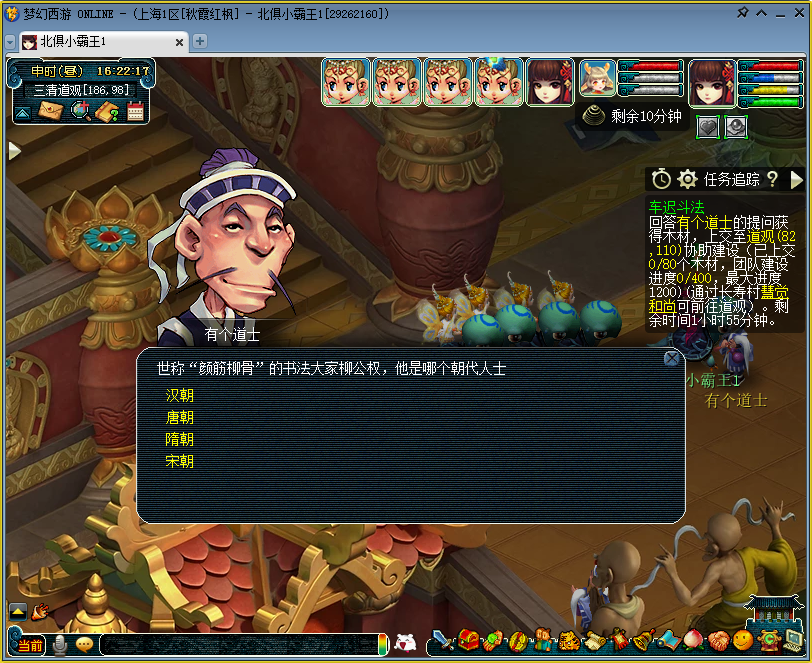 梦幻西游 ONLINE - (上海1区[秋霞红枫] - 北俱小霸王1[29262160])
北俱小霸王1
申时(昼) 16:22:17
三清道观[186,98]
剩余10分钟
任务追踪
车迟斗法
回答有个道士的提问获
得木材，上交至道观(82
,110)协助建设（已上交
0/80个木材，团队建设
进度0/400，最大进度
1200)(通过长寿村慧觉
和尚可前往道观）。剩
余时间1小时55分钟。
有个道士
世称“颜筋柳骨”的书法大家柳公权，他是哪个朝代人士
汉朝
唐朝
隋朝
宋朝
小霸王1
有个道士
当前